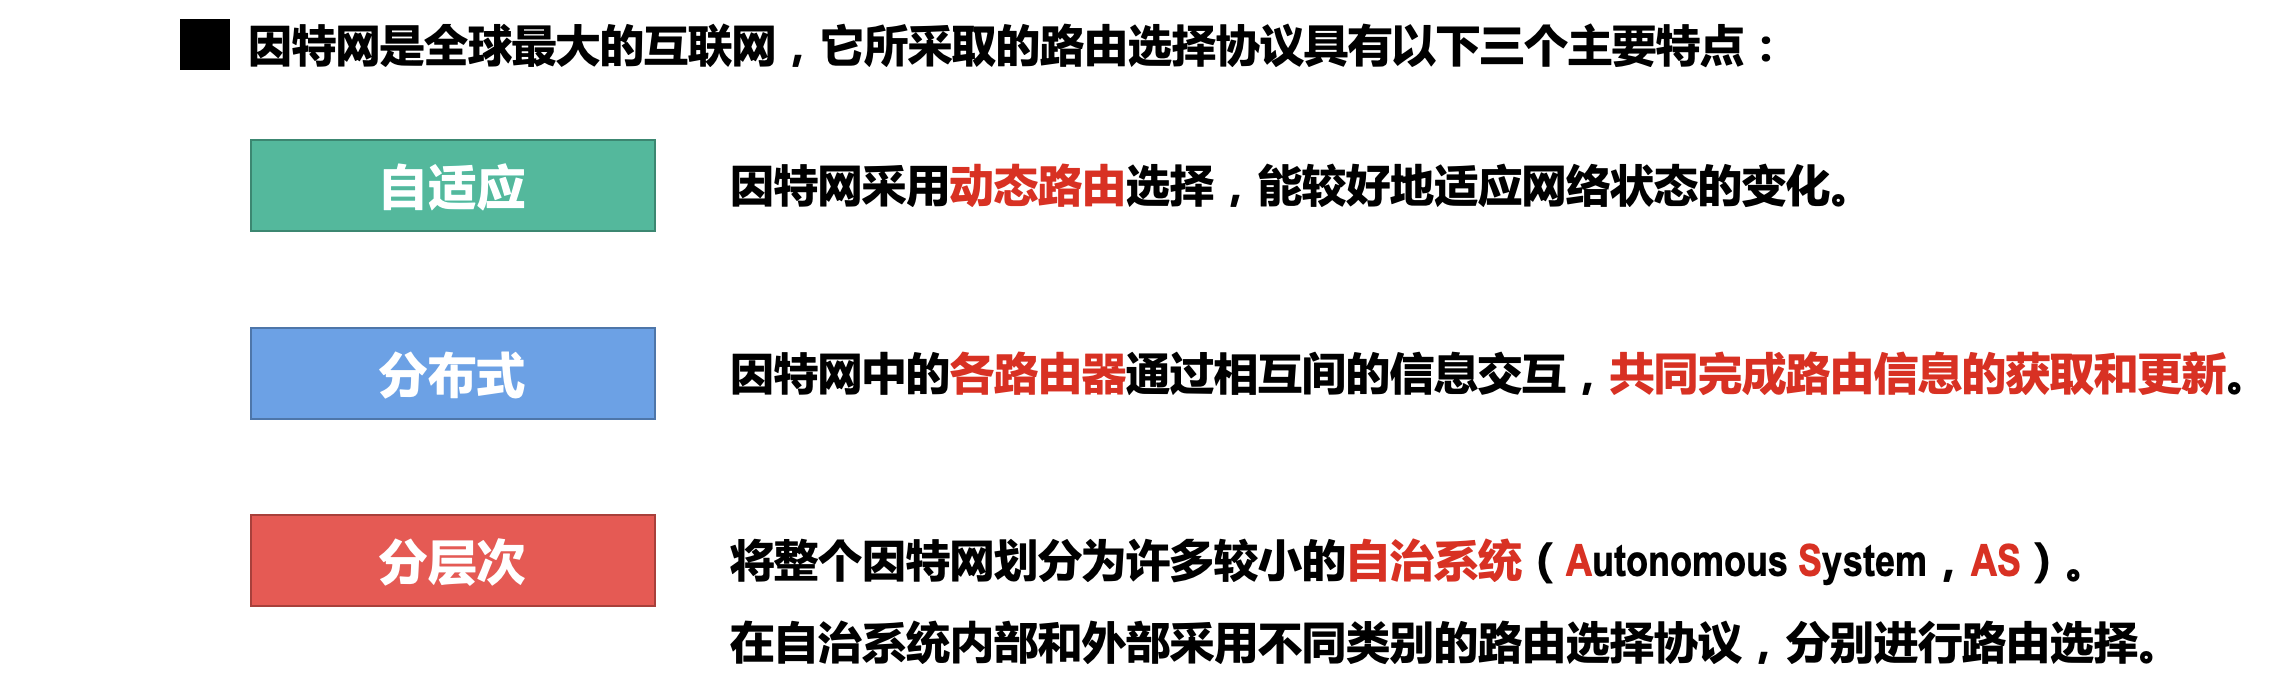 因特网是全球最大的互联网，它所采取的路由选择协议具有以下三个主要特点：
自适应
因特网采用动态路由选择，能较好地适应网络状态的变化。
分布式
因特网中的各路由器通过相互间的信息交互，共同完成路由信息的获取和更新。
分层次
将整个因特网划分为许多较小的自治系统（Autonomous System，AS）。
在自治系统内部和外部采用不同类别的路由选择协议，分别进行路由选择。